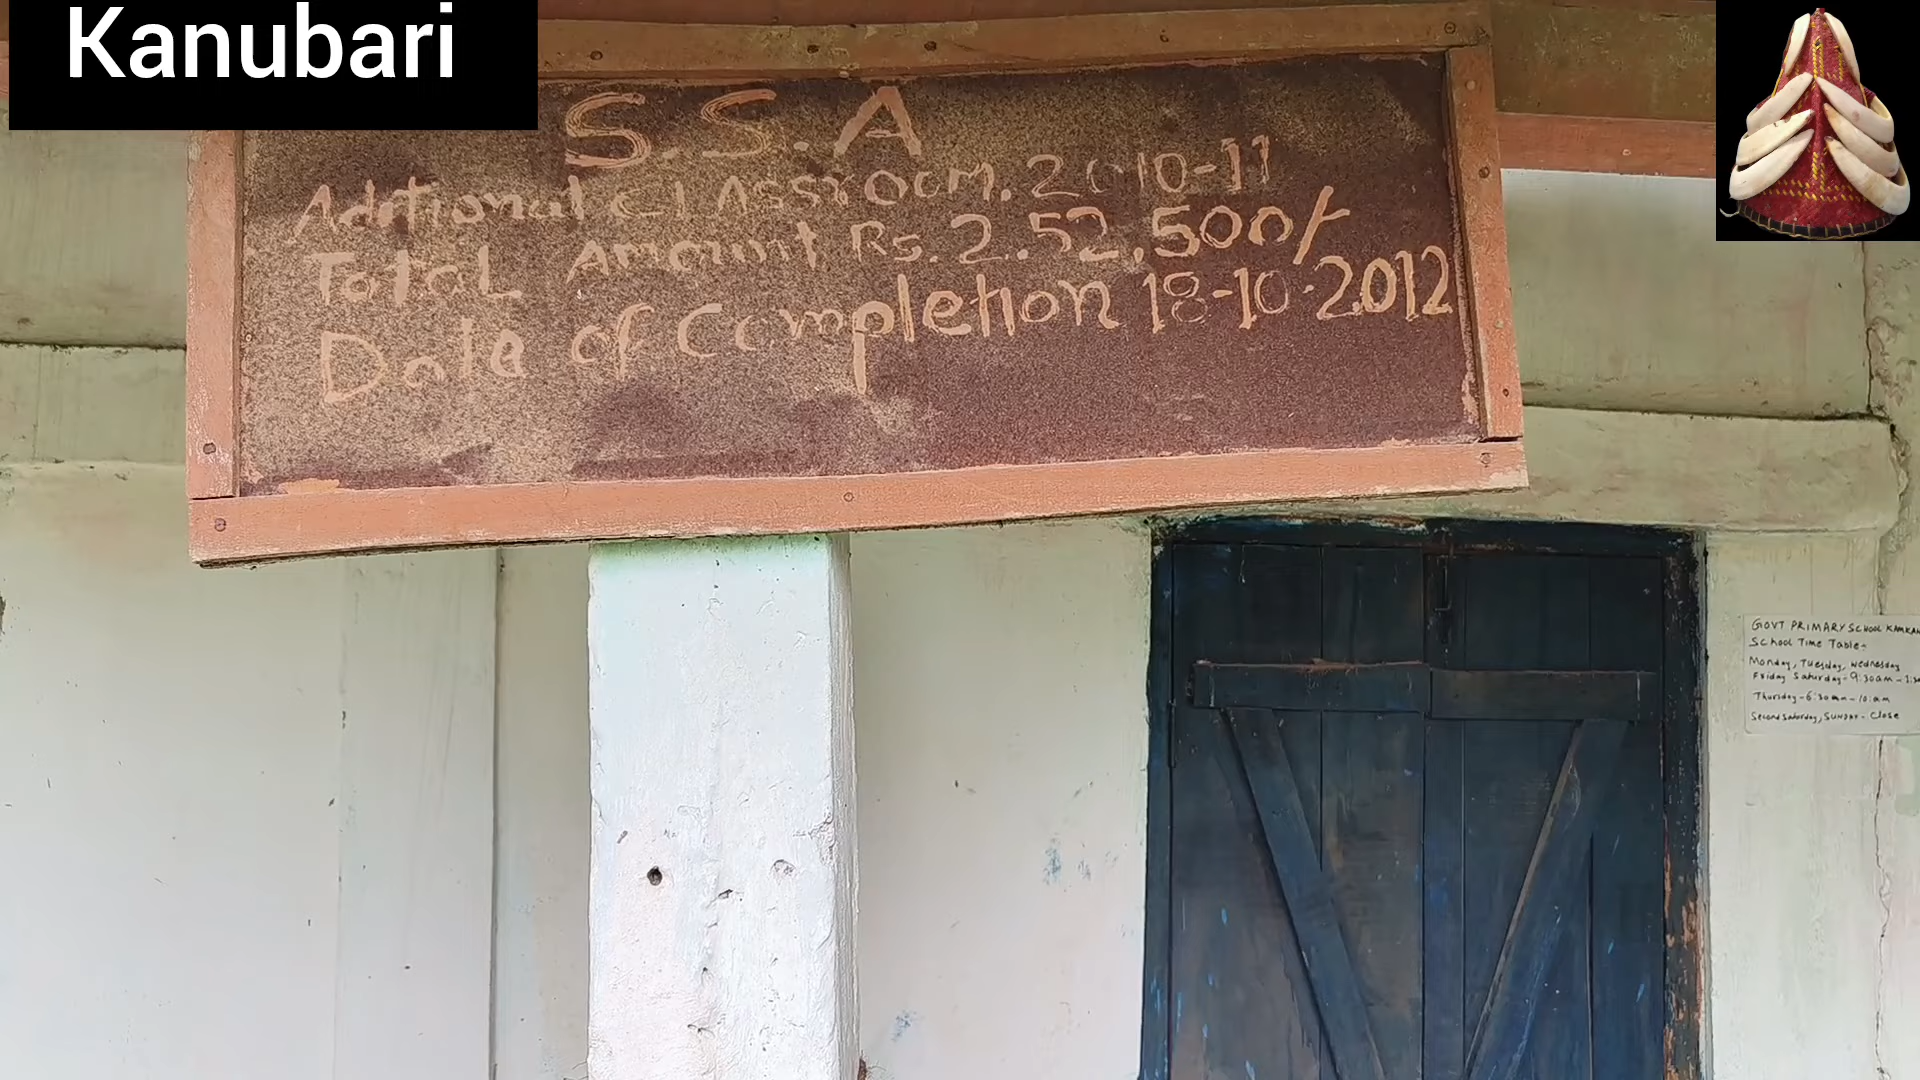 Kanubari
S.S.A
Additional classroom. 2010-11
Total Amount Rs. 2.52,500/-
Date of Completion 18-10-2012
GOVT PRIMARY SCHOOL
School Time Table-
Monday, Tuesday, Wednesday
Friday Saturday- 9:30am -
Thursday - 6:30am - 10:am
Second Saturday, SUNDAY- Close